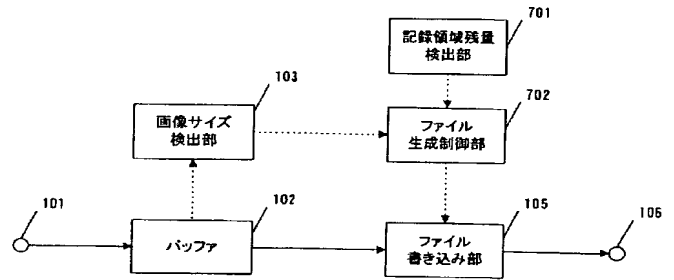 701
記録領域残量
検出部
103
702
画像サイズ
検出部
ファイル
生成制御部
101
102
105
106
バッファ
ファイル
書き込み部